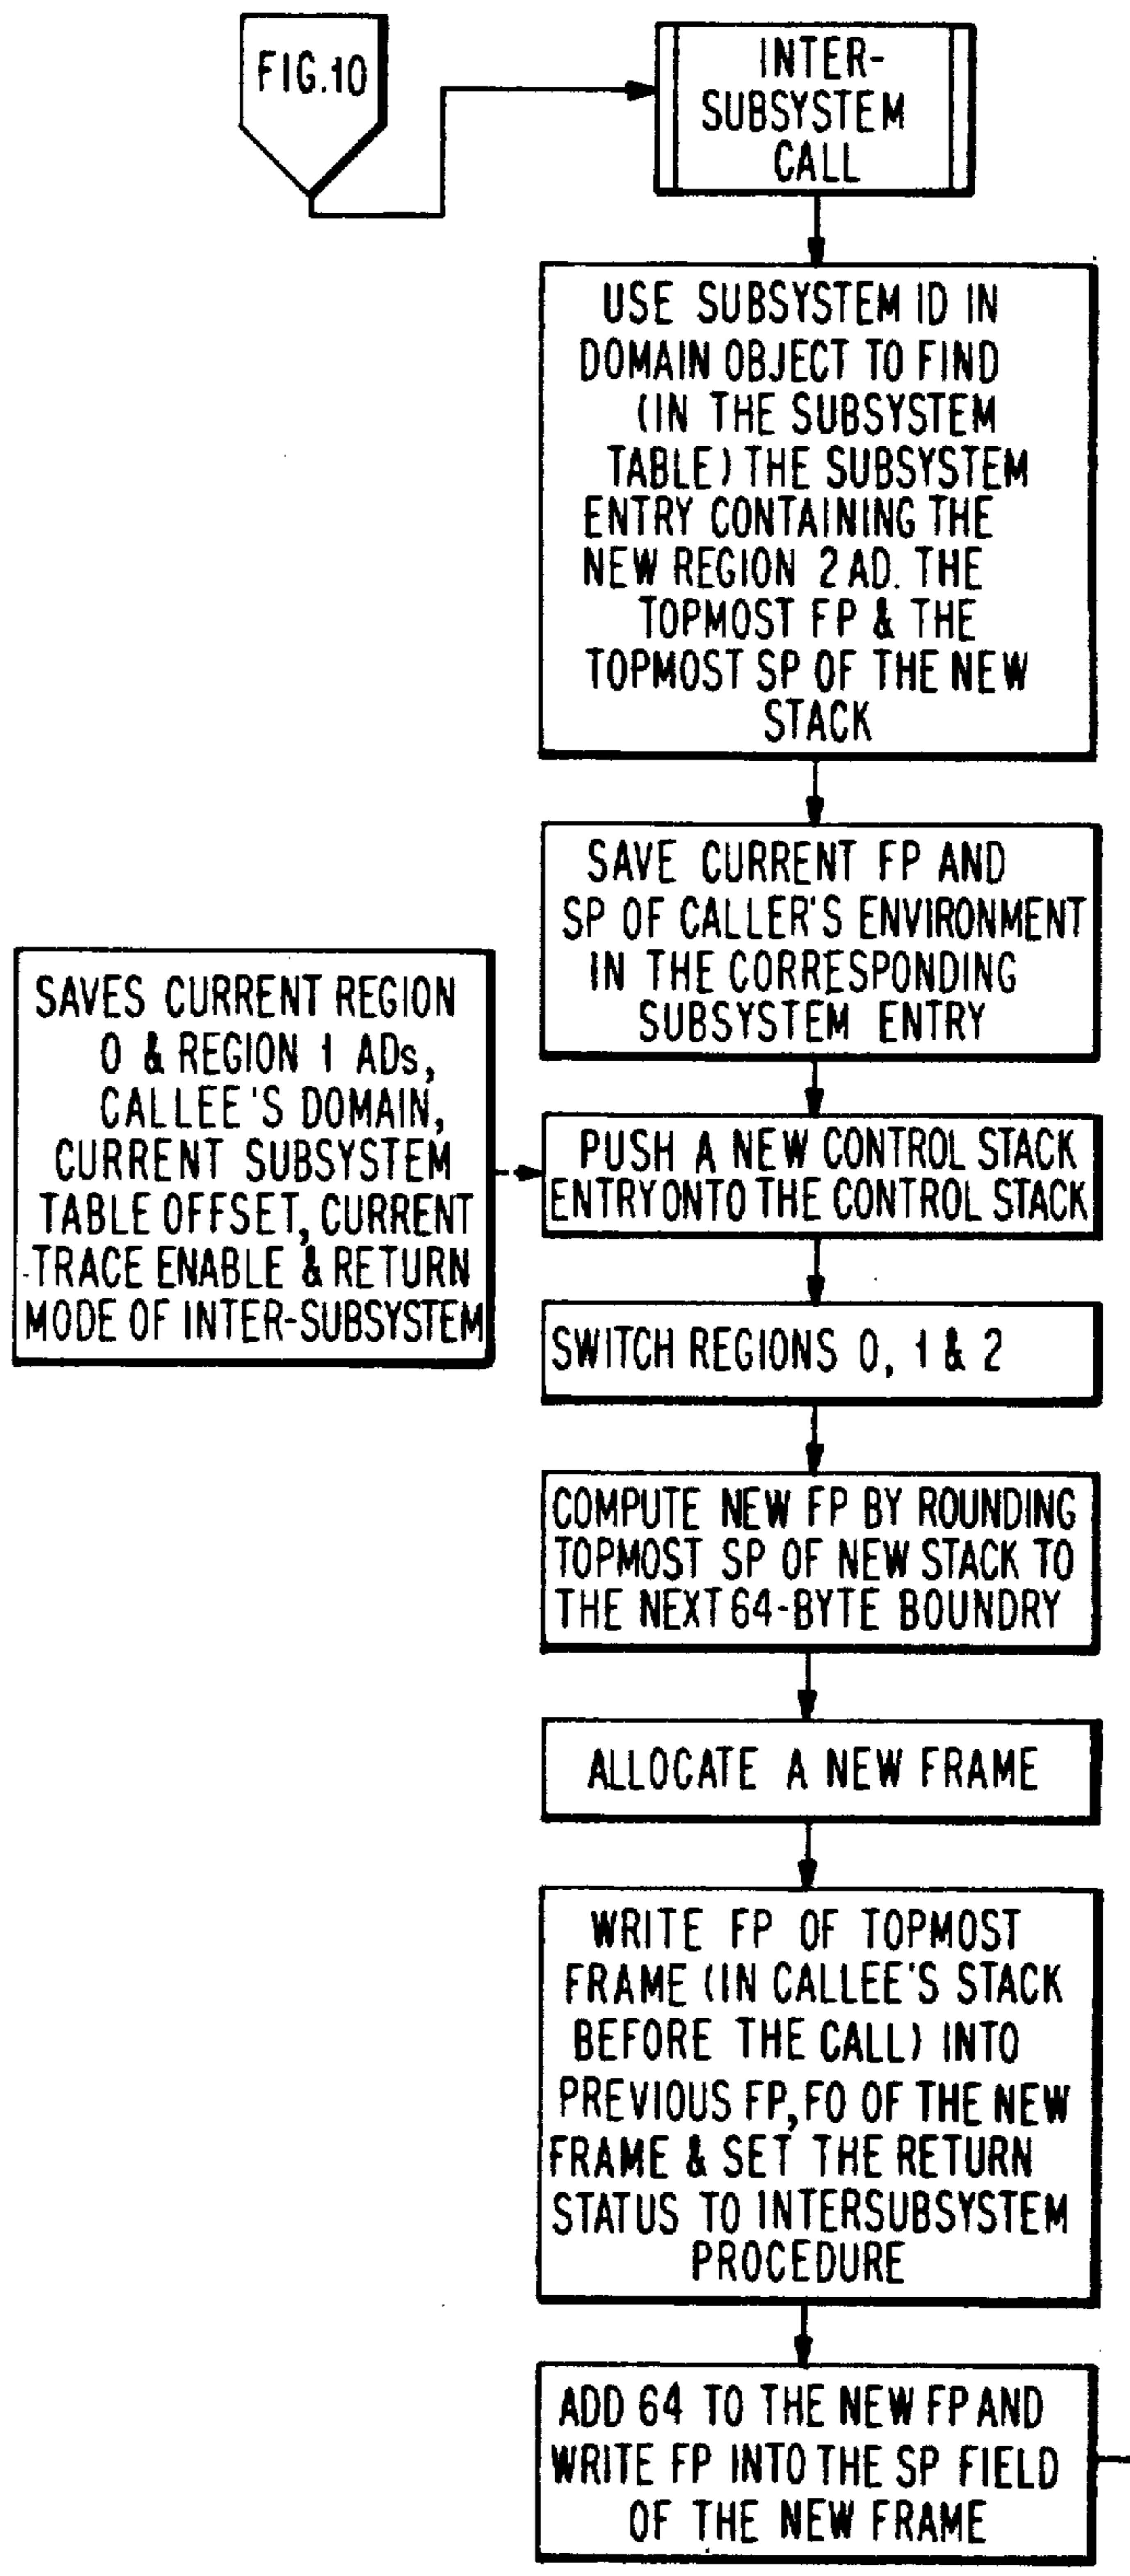 FIG.10
INTER-
SUBSYSTEM
CALL
USE SUBSYSTEM ID IN
DOMAIN OBJECT TO FIND
(IN THE SUBSYSTEM
TABLE) THE SUBSYSTEM
ENTRY CONTAINING THE
NEW REGION 2 AD. THE
TOPMOST FP & THE
TOPMOST SP OF THE NEW
STACK
SAVE CURRENT FP AND
SP OF CALLER'S ENVIRONMENT
IN THE CORRESPONDING
SUBSYSTEM ENTRY
SAVES CURRENT REGION
0 & REGION 1 ADs,
CALLEE'S DOMAIN,
CURRENT SUBSYSTEM
TABLE OFFSET, CURRENT
TRACE ENABLE & RETURN
MODE OF INTER-SUBSYSTEM
PUSH A NEW CONTROL STACK
ENTRY ONTO THE CONTROL STACK
SWITCH REGIONS 0, 1 & 2
COMPUTE NEW FP BY ROUNDING
TOPMOST SP OF NEW STACK TO
THE NEXT 64-BYTE BOUNDRY
ALLOCATE A NEW FRAME
WRITE FP OF TOPMOST
FRAME (IN CALLEE'S STACK
BEFORE THE CALL) INTO
PREVIOUS FP, FO OF THE NEW
FRAME & SET THE RETURN
STATUS TO INTERSUBSYSTEM
PROCEDURE
ADD 64 TO THE NEW FP AND
WRITE FP INTO THE SP FIELD
OF THE NEW FRAME